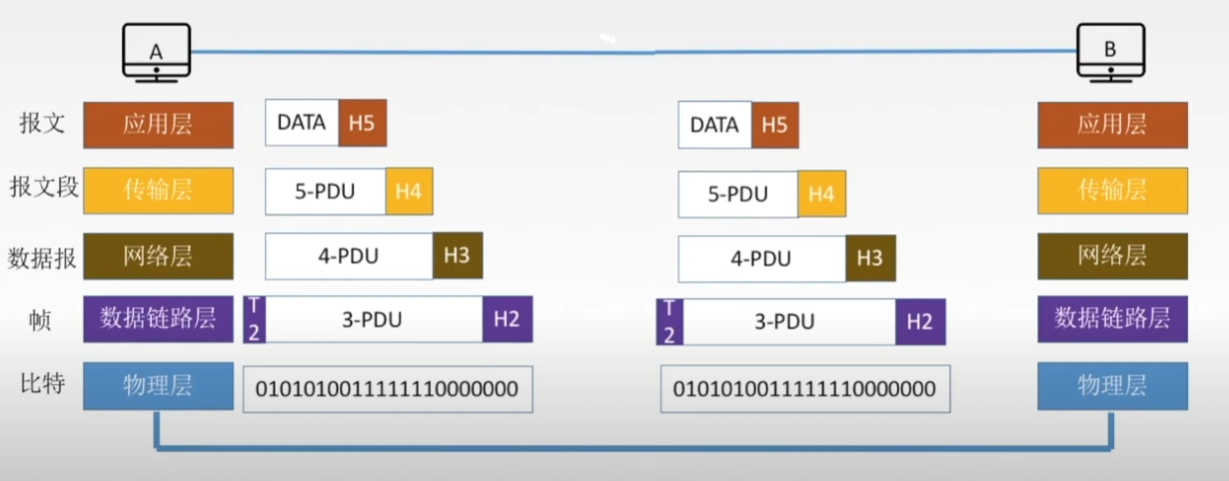 A B
报文 应用层 DATA H5 DATA H5 应用层
报文段 传输层 5-PDU H4 5-PDU H4 传输层
数据报 网络层 4-PDU H3 4-PDU H3 网络层
帧 数据链路层 T2 3-PDU H2 T2 3-PDU H2 数据链路层
比特 物理层 0101010011111110000000 0101010011111110000000 物理层